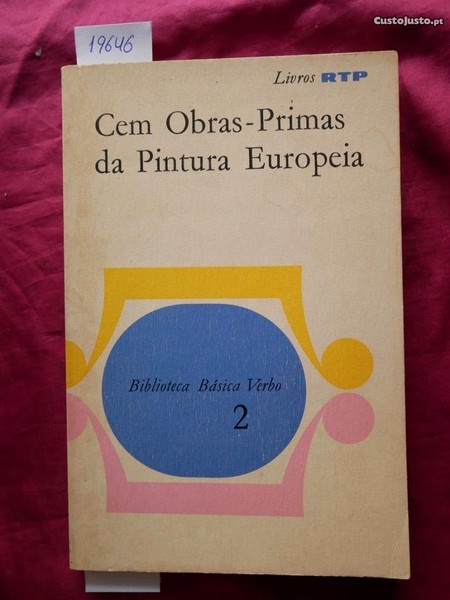 CustoJusto.pt
19646
Livros RTP
Cem Obras-Primas
da Pintura Europeia
Biblioteca Básica Verbo
2